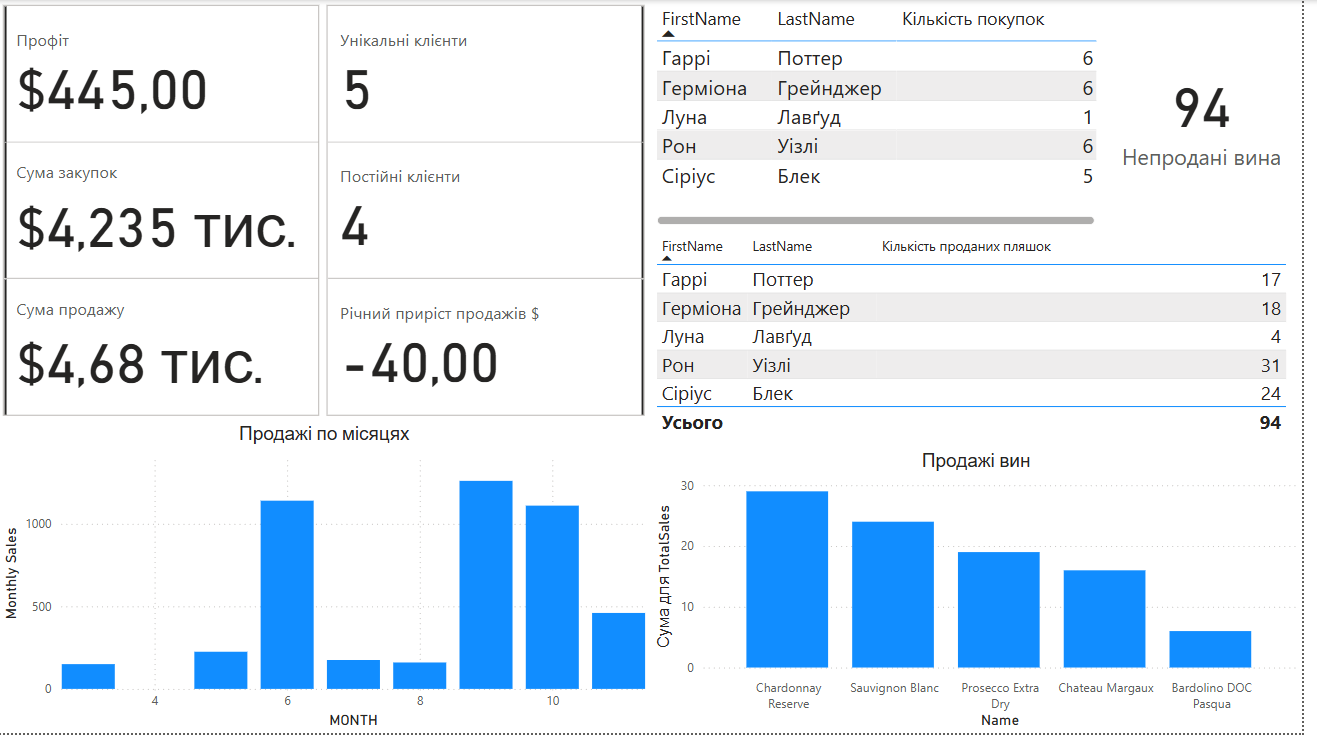 Профіт
$445,00
Сума закупок
$4,235 тис.
Сума продажу
$4,68 тис.
Унікальні клієнти
5
Постійні клієнти
4
Річний приріст продажів $
-40,00
FirstName LastName Кількість покупок
Гаррі Поттер 6
Герміона Грейнджер 6
Луна Лавґуд 1
Рон Уізлі 6
Сіріус Блек 5
94
Непродані вина
FirstName LastName Кількість проданих пляшок
Гаррі Поттер 17
Герміона Грейнджер 18
Луна Лавґуд 4
Рон Уізлі 31
Сіріус Блек 24
Усього 94
Продажі по місяцях
Monthly Sales
1000
500
0
4 6 8 10
MONTH
Продажі вин
Сума для TotalSales
30
20
10
0
Chardonnay Reserve
Sauvignon Blanc
Prosecco Extra Dry
Chateau Margaux
Bardolino DOC Pasqua
Name